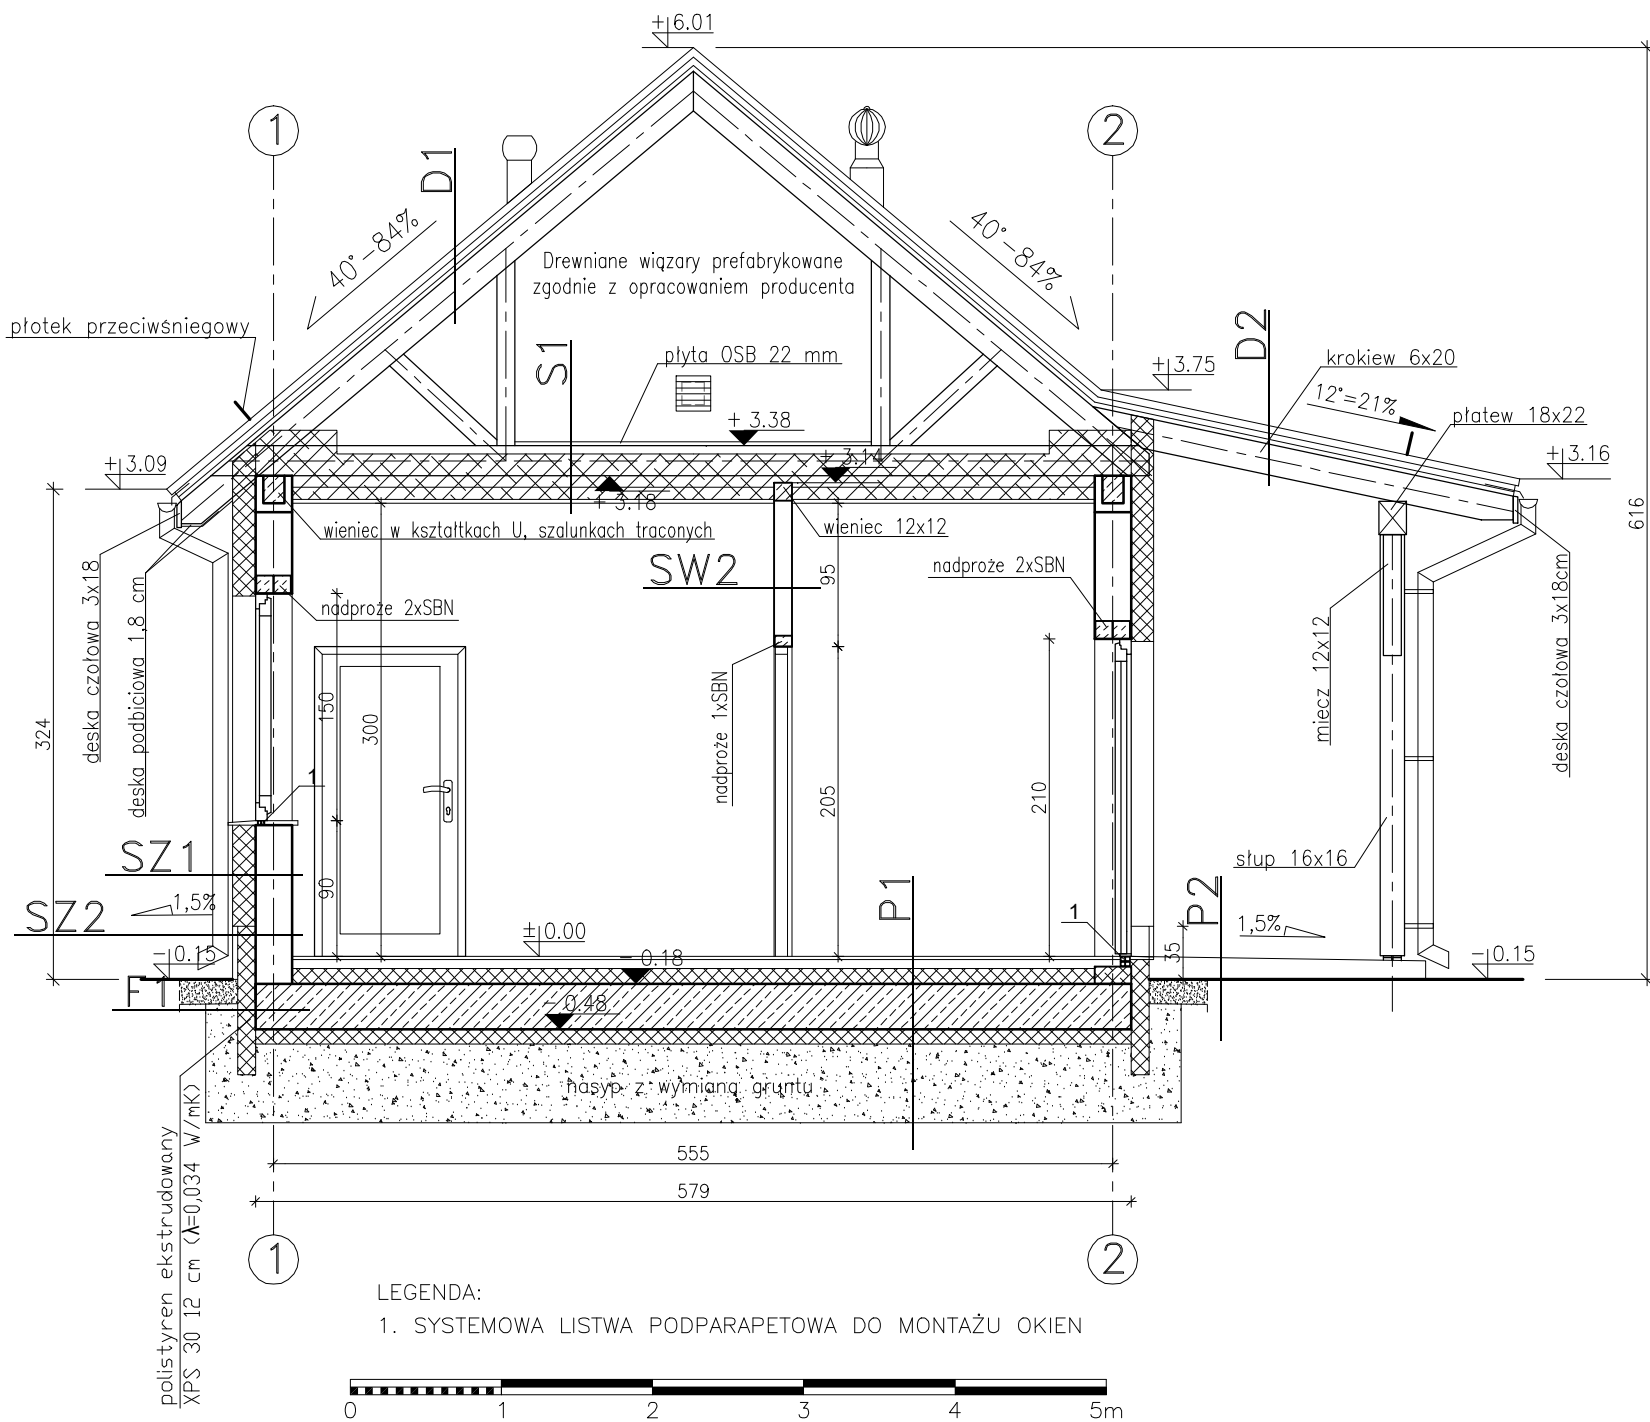 +6.01
1
2
D1
40°-84%
40°-84%
Drewniane wiązary prefabrykowane
zgodnie z opracowaniem producenta
płotek przeciwśniegowy
S1
płyta OSB 22 mm
D2
+3.75
krokiew 6x20
12°=21%
płatew 18x22
+3.38
+3.09
+3.14
+3.16
+3.18
616
wieniec w kształtkach U, szalunkach traconych
wieniec 12x12
SW2
95
nadproże 2xSBN
nadproże 2xSBN
deska czołowa 3x18
deska podbiciowa 1,8 cm
324
150
300
nadproże 1xSBN
205
210
miecz 12x12
deska czołowa 3x18cm
1
SZ1
90
słup 16x16
SZ2
1,5%
P1
1
P2
1,5%
±0.00
-0.15
-0.18
35
-0.15
F1
-0.48
nasyp z wymianą gruntu
polistyren ekstrudowany
XPS 30 12 cm (λ=0,034 W/mK)
555
579
1
2
LEGENDA:
1. SYSTEMOWA LISTWA PODPARAPETOWA DO MONTAŻU OKIEN
0 1 2 3 4 5m